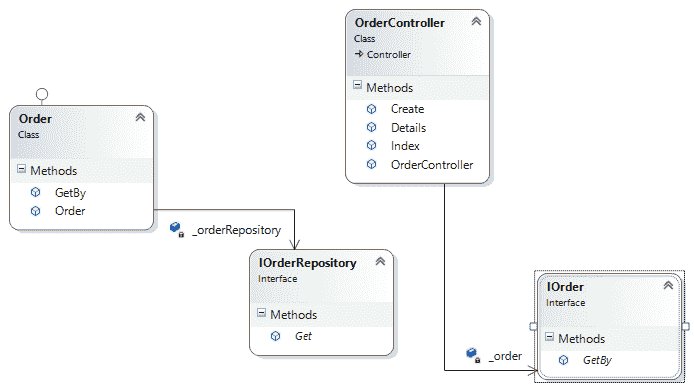 OrderController
Class
Controller
Methods
Create
Details
Index
OrderController
Order
Class
Methods
GetBy
Order
_orderRepository
IOrderRepository
Interface
Methods
Get
_order
IOrder
Interface
Methods
GetBy